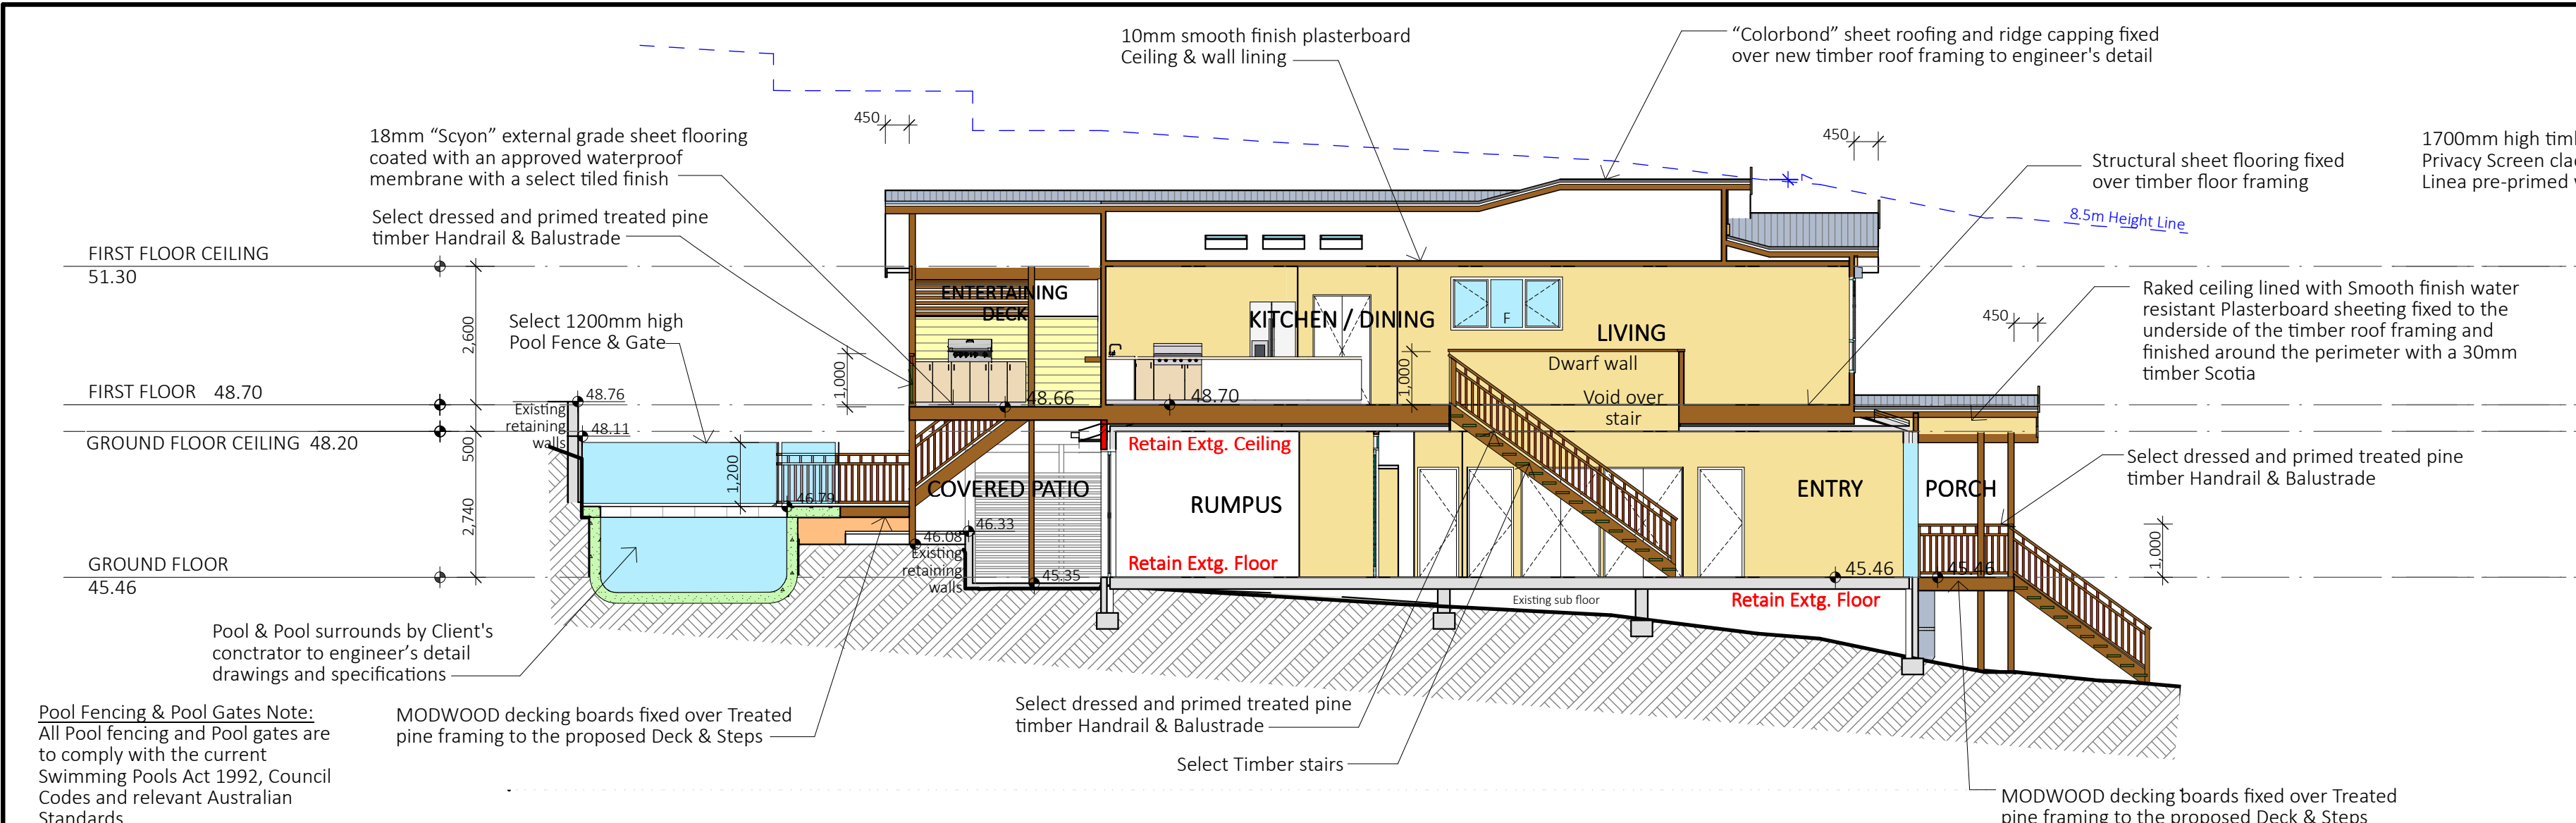 10mm smooth finish plasterboard
Ceiling & wall lining
“Colorbond” sheet roofing and ridge capping fixed
over new timber roof framing to engineer's detail
450
450
18mm “Scyon” external grade sheet flooring
coated with an approved waterproof
membrane with a select tiled finish
1700mm high
Privacy Screen
Linea pre-primed
Structural sheet flooring fixed
over timber floor framing
Select dressed and primed treated pine
timber Handrail & Balustrade
8.5m Height Line
FIRST FLOOR CEILING
51.30
Raked ceiling lined with Smooth finish water
resistant Plasterboard sheeting fixed to the
underside of the timber roof framing and
finished around the perimeter with a 30mm
timber Scotia
450
ENTERTAINING
DECK
KITCHEN / DINING
F
LIVING
Select 1200mm high
Pool Fence & Gate
2,600
1,000
1,000
Dwarf wall
Void over
stair
FIRST FLOOR 48.70
48.76
48.66
48.70
Existing
retaining
walls
48.11
GROUND FLOOR CEILING 48.20
500
Retain Extg. Ceiling
1,200
Select dressed and primed treated pine
timber Handrail & Balustrade
46.79
COVERED PATIO
RUMPUS
ENTRY
PORCH
2,740
46.33
46.08
Existing
retaining
walls
1,000
GROUND FLOOR
45.46
45.35
Retain Extg. Floor
45.46
45.46
Existing sub floor
Retain Extg. Floor
Pool & Pool surrounds by Client's
conctrator to engineer’s detail
drawings and specifications
Pool Fencing & Pool Gates Note:
All Pool fencing and Pool gates are
to comply with the current
Swimming Pools Act 1992, Council
Codes and relevant Australian
Standards
MODWOOD decking boards fixed over Treated
pine framing to the proposed Deck & Steps
Select dressed and primed treated pine
timber Handrail & Balustrade
Select Timber stairs
MODWOOD decking boards fixed over Treated
pine framing to the proposed Deck & Steps